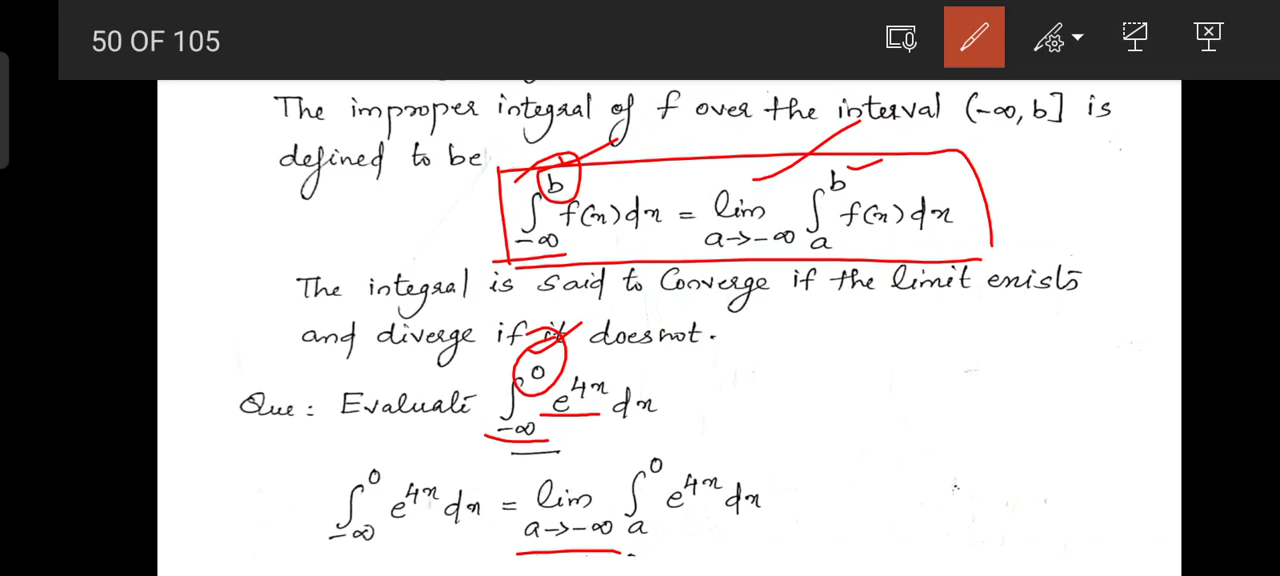 50 OF 105
The improper integral of f over the interval (-∞, b] is
defined to be
∫_{-∞}^{b} f(x)dx = lim_{a->-∞} ∫_{a}^{b} f(x)dx
The integral is said to Converge if the limit exists
and diverge if it doesnot.
Que: Evaluate ∫_{-∞}^{0} e^{4x} dx
∫_{-∞}^{0} e^{4x} dx = lim_{a->-∞} ∫_{a}^{0} e^{4x} dx